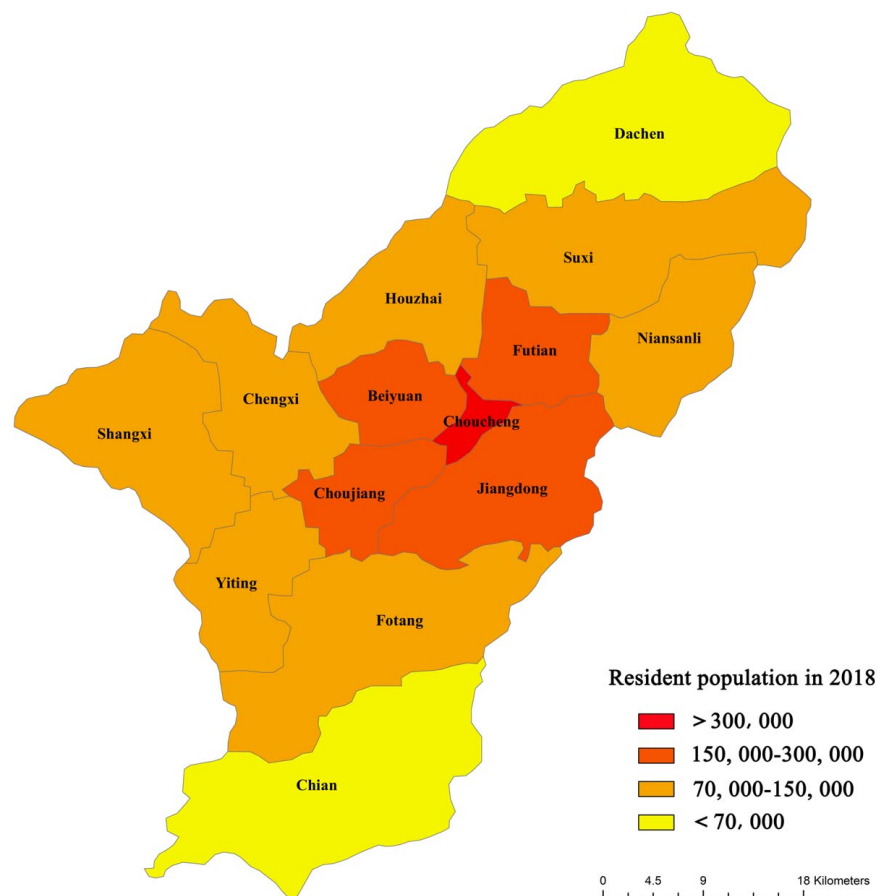 Dachen
Suxi
Houzhai
Niansanli
Futian
Beiyuan
Chengxi
Choucheng
Shangxi
Jiangdong
Choujiang
Yiting
Fotang
Resident population in 2018
>300, 000
150, 000-300, 000
70, 000-150, 000
<70, 000
Chian
0 4.5 9 18 Kilometers